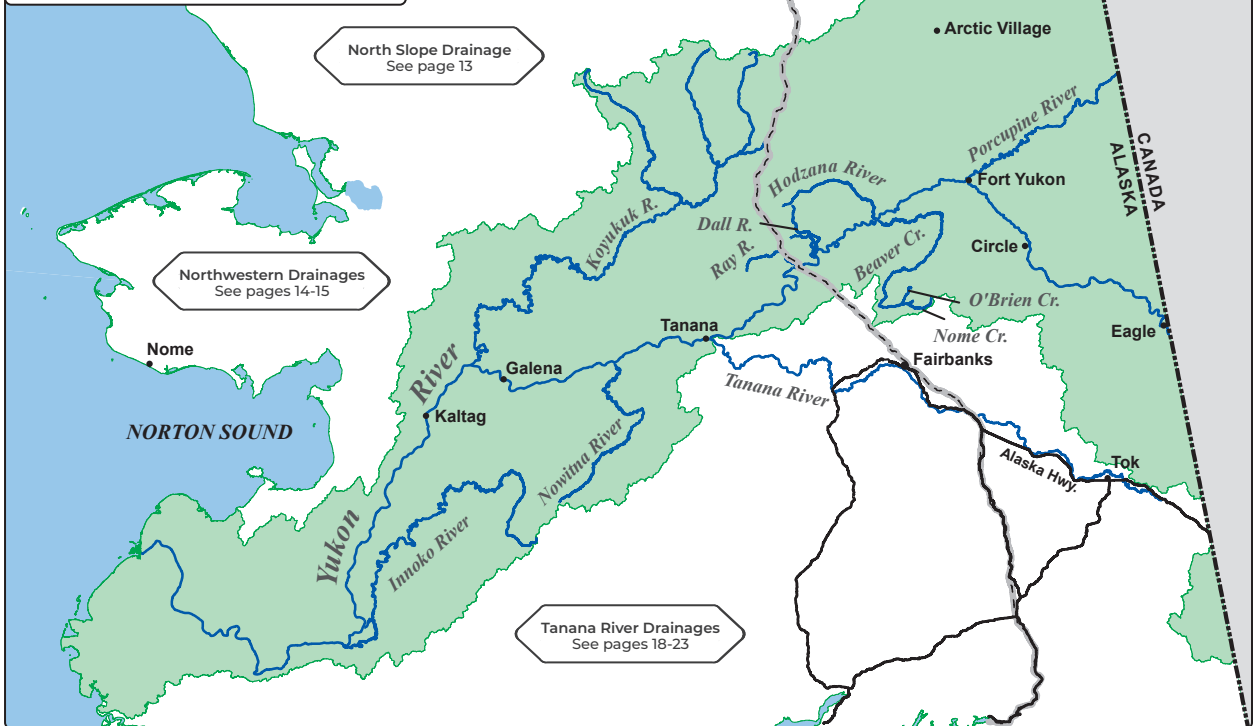 North Slope Drainage
See page 13
Arctic Village
Porcupine River
CANADA
ALASKA
Hodzana River
Fort Yukon
Koyukuk R.
Dall R.
Ray R.
Beaver Cr.
Circle
Northwestern Drainages
See pages 14-15
O'Brien Cr.
Nome Cr.
Eagle
Tanana
Nome
Fairbanks
River
Galena
Tanana River
Kaltag
NORTON SOUND
Nowitna River
Alaska Hwy.
Tok
Yukon
Innoko River
Tanana River Drainages
See pages 18-23